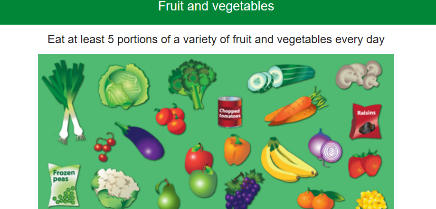 Fruit and vegetables
Eat at least 5 portions of a variety of fruit and vegetables every day
Chopped
tomatoes
Raisins
Frozen
peas